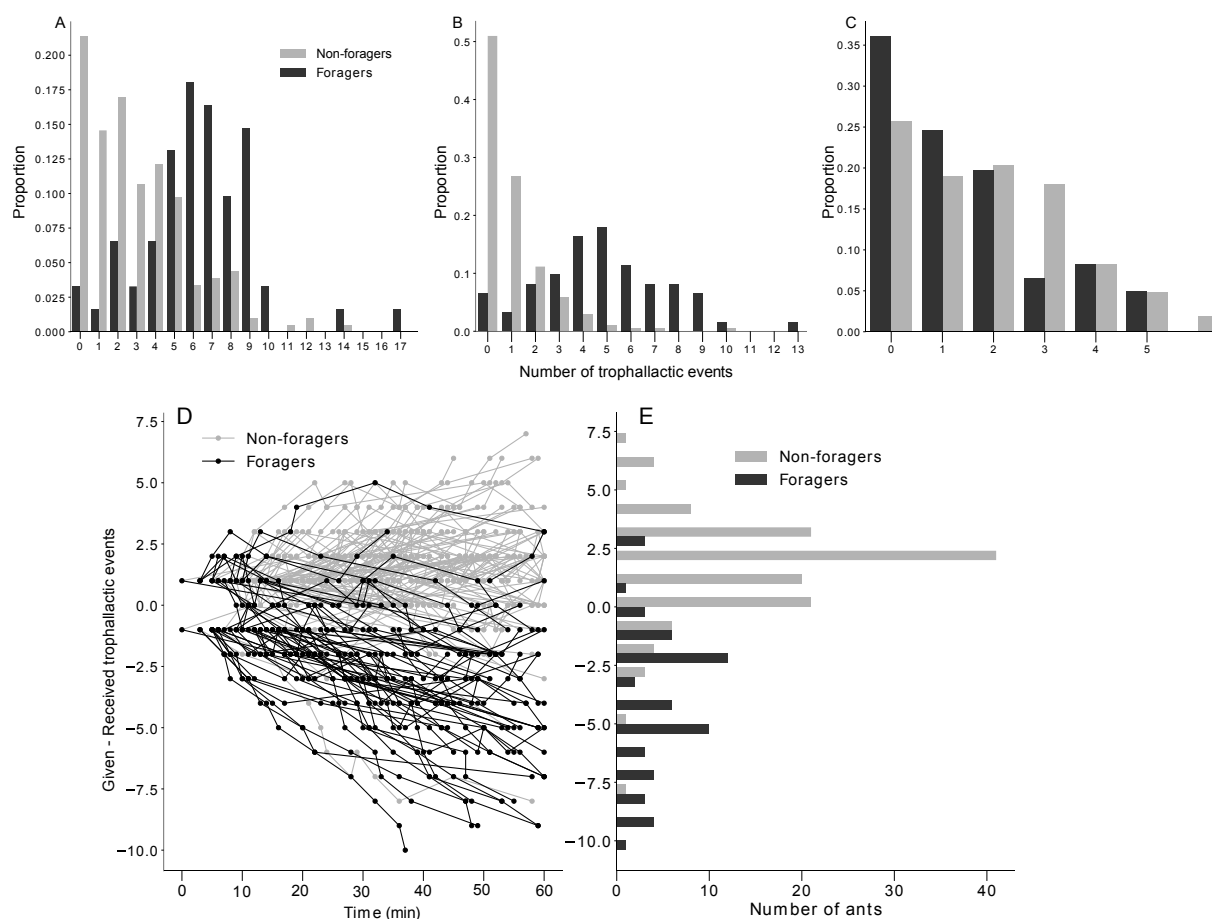 A
B
C
Non-foragers
Foragers
Proportion
0.200
0.175
0.150
0.125
0.100
0.075
0.050
0.025
0.000
0 1 2 3 4 5 6 7 8 9 10 11 12 13 14 15 16 17
Proportion
0.5
0.4
0.3
0.2
0.1
0.0
0 1 2 3 4 5 6 7 8 9 10 11 12 13
Number of trophallactic events
Proportion
0.35
0.30
0.25
0.20
0.15
0.10
0.05
0.00
0 1 2 3 4 5
D
Non-foragers
Foragers
Given - Received trophallactic events
7.5
5.0
2.5
0.0
−2.5
−5.0
−7.5
−10.0
0 10 20 30 40 50 60
Time (min)
E
Non-foragers
Foragers
7.5
5.0
2.5
0.0
−2.5
−5.0
−7.5
−10.0
0 10 20 30 40
Number of ants